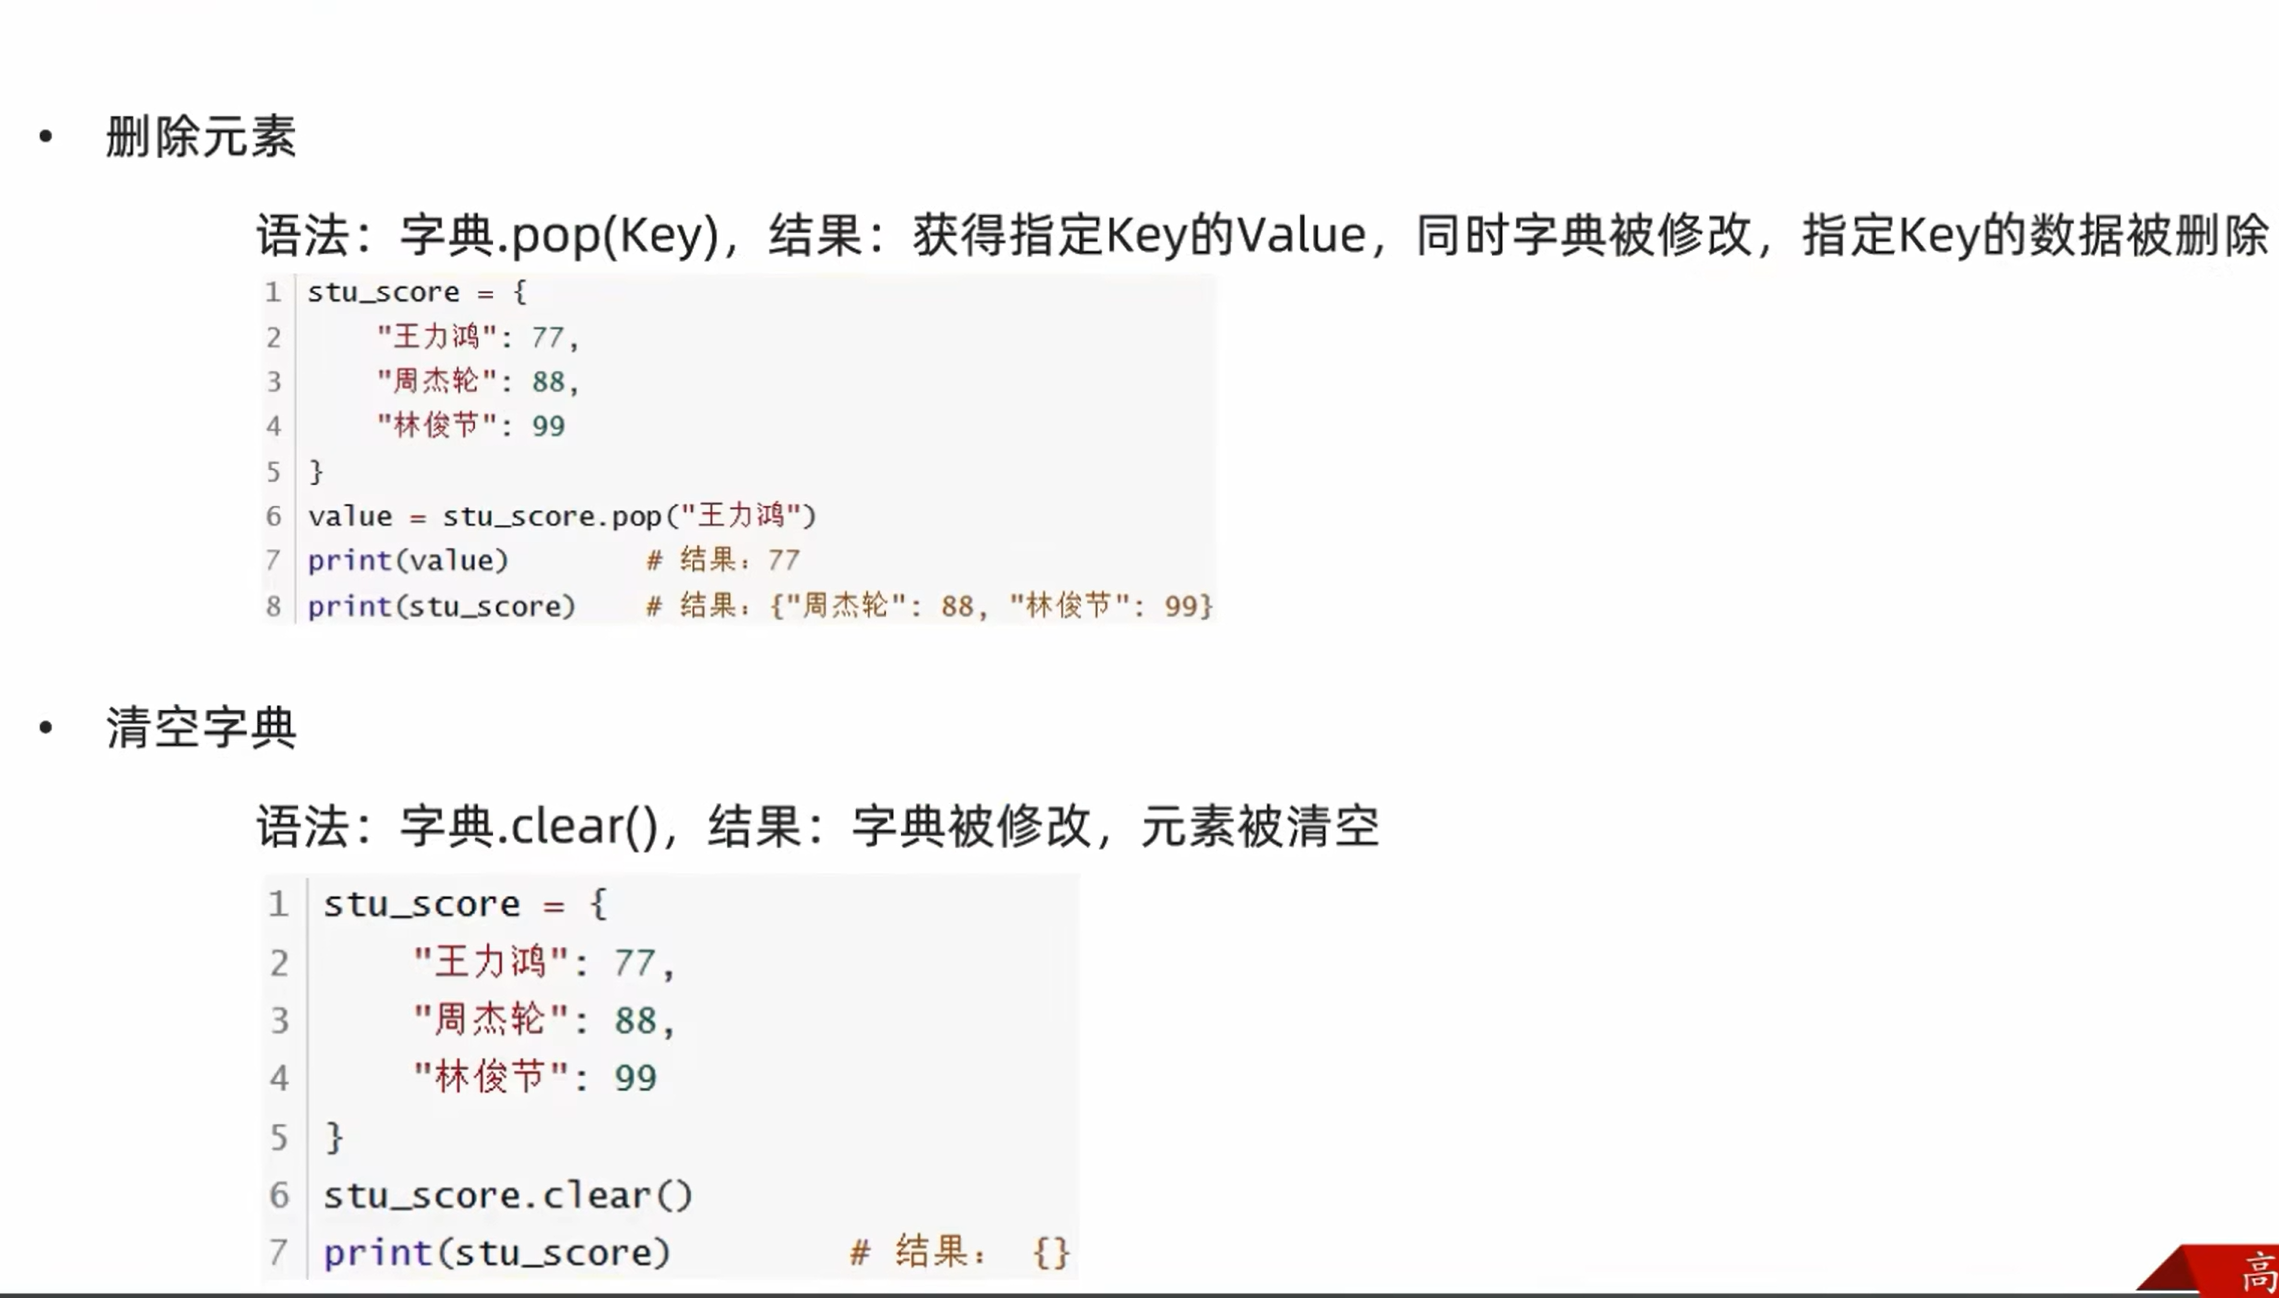 • 删除元素
语法：字典.pop(Key)，结果：获得指定Key的Value，同时字典被修改，指定Key的数据被删除
1 stu_score = {
2     "王力鸿": 77,
3     "周杰轮": 88,
4     "林俊节": 99
5 }
6 value = stu_score.pop("王力鸿")
7 print(value)        # 结果：77
8 print(stu_score)    # 结果：{"周杰轮": 88, "林俊节": 99}
• 清空字典
语法：字典.clear()，结果：字典被修改，元素被清空
1 stu_score = {
2     "王力鸿": 77,
3     "周杰轮": 88,
4     "林俊节": 99
5 }
6 stu_score.clear()
7 print(stu_score)        # 结果： {}
高